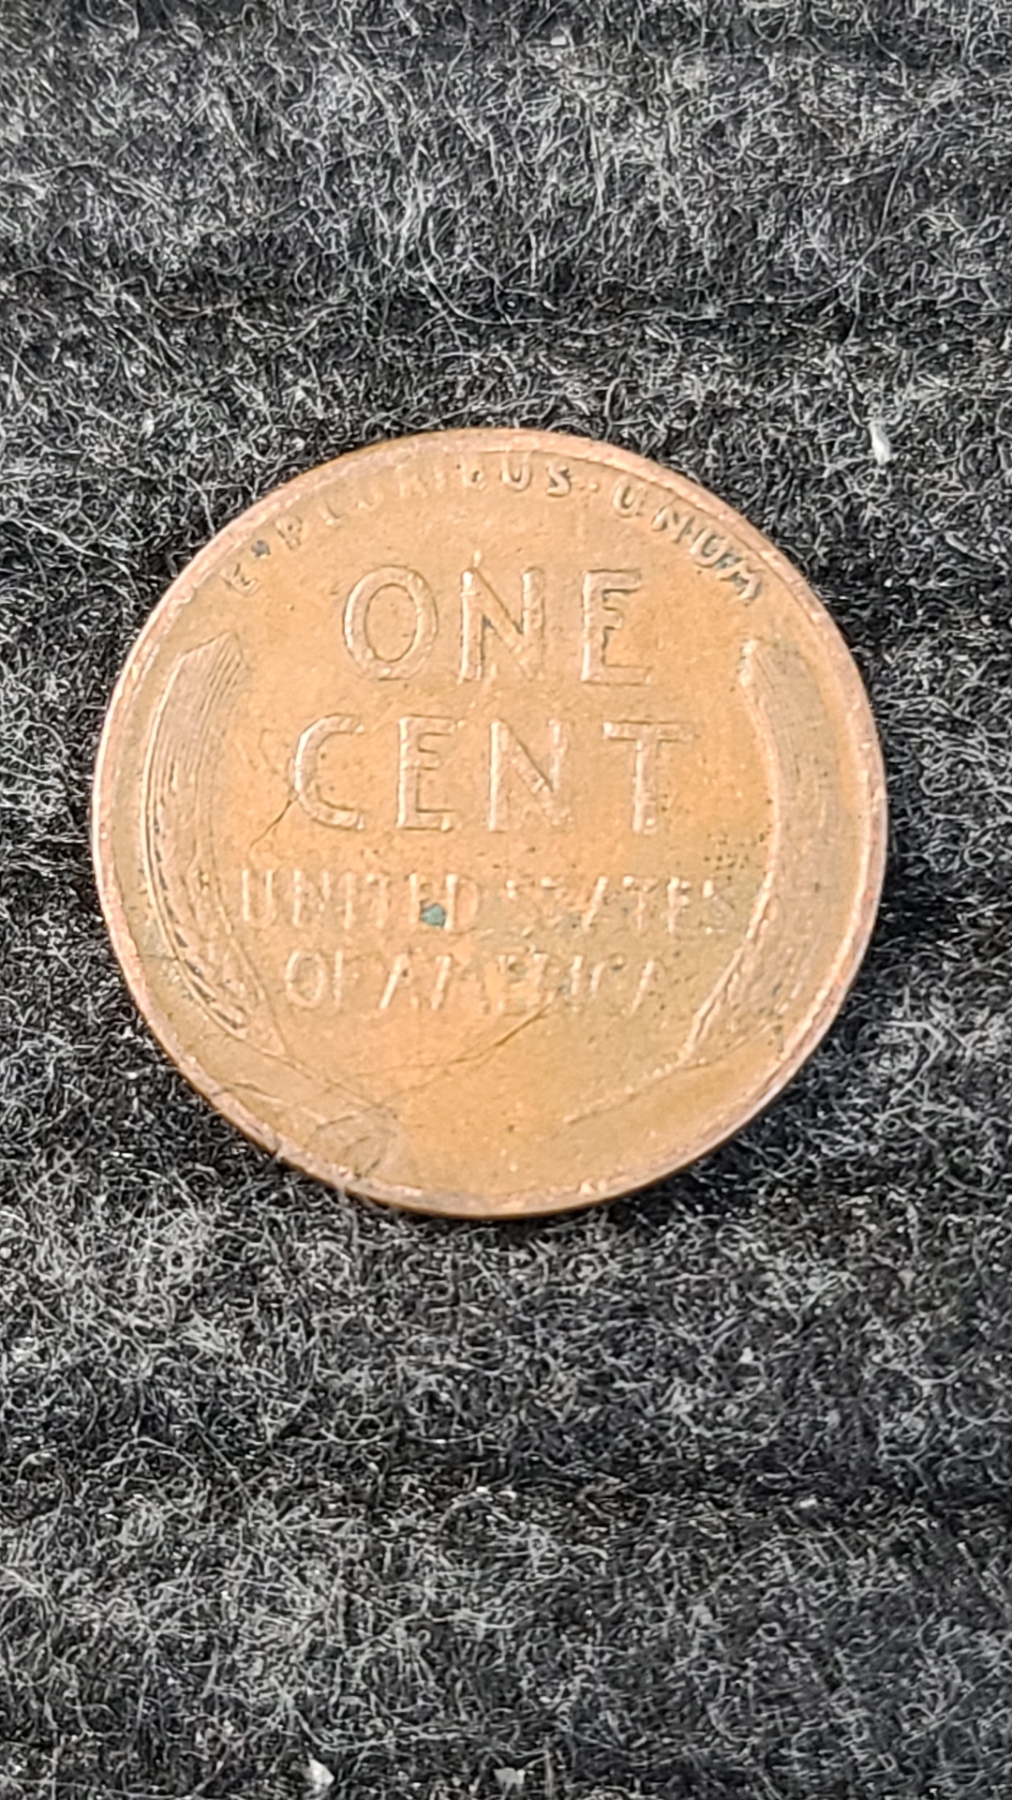 E·PLURIBUS·UNUM
ONE
CENT
UNITED STATES
OF AMERICA